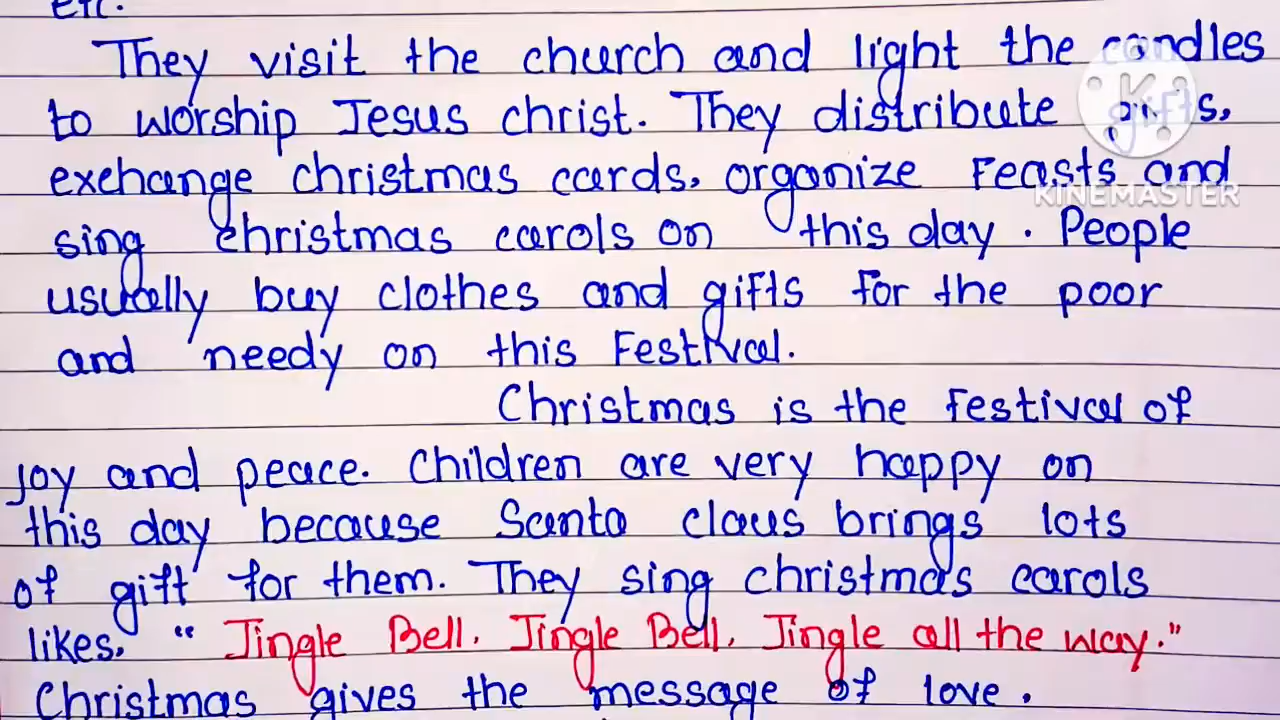 etc.
They visit the church and light the candles
to worship Jesus christ. They distribute gifts,
exchange christmas cards, organize Feasts and
KINEMASTER
sing christmas carols on this day. People
usually buy clothes and gifts for the poor
and needy on this Festival.
Christmas is the Festival of
joy and peace. Children are very happy on
this day because Santa claus brings lots
of gift for them. They sing christmas carols
likes, "Jingle Bell, Jingle Bell, Jingle all the way."
Christmas gives the message of love.